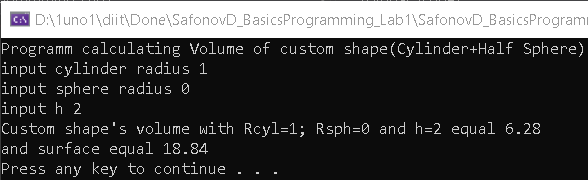 D:\1uno1\diit\Done\SafonovD_BasicsProgramming_Lab1\SafonovD_BasicsProgramm
Programm calculating Volume of custom shape(Cylinder+Half Sphere)
input cylinder radius 1
input sphere radius 0
input h 2
Custom shape's volume with Rcyl=1; Rsph=0 and h=2 equal 6.28
and surface equal 18.84
Press any key to continue . . .